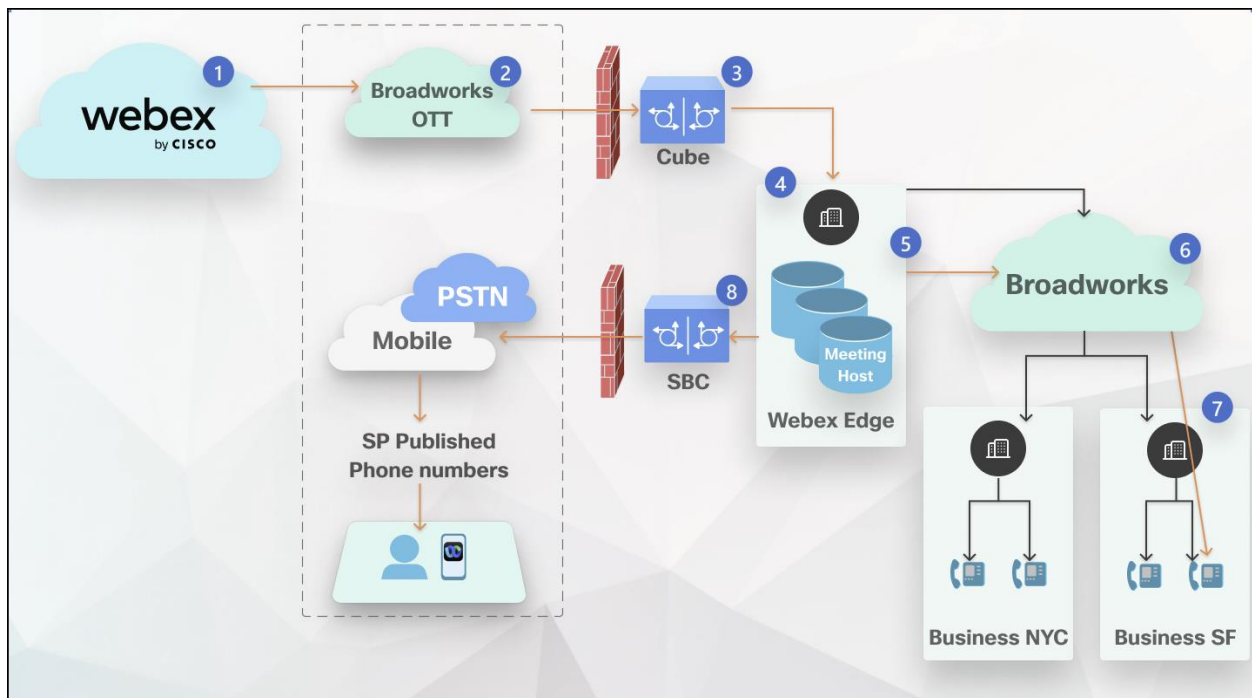 1
webex
by CISCO
2
Broadworks
OTT
3
Cube
4
5
6
Broadworks
PSTN
Mobile
8
SBC
Meeting
Host
Webex Edge
SP Published
Phone numbers
7
Business NYC
Business SF